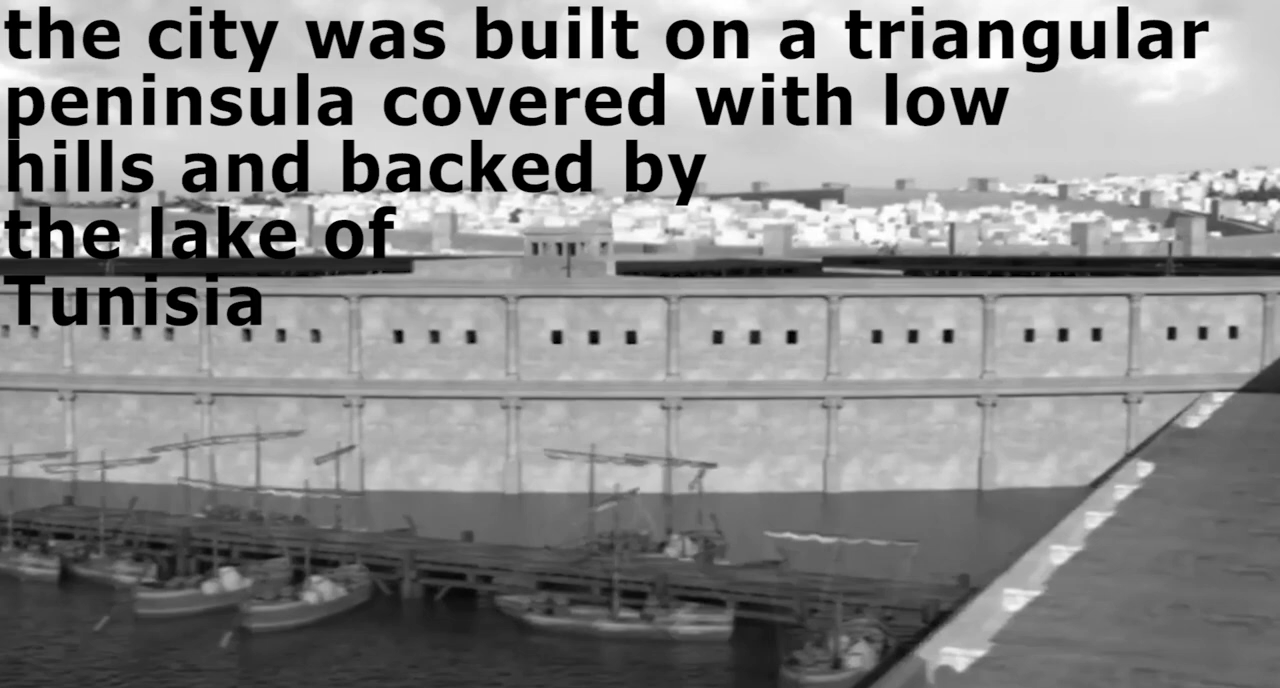 the city was built on a triangular
peninsula covered with low
hills and backed by
the lake of
Tunisia